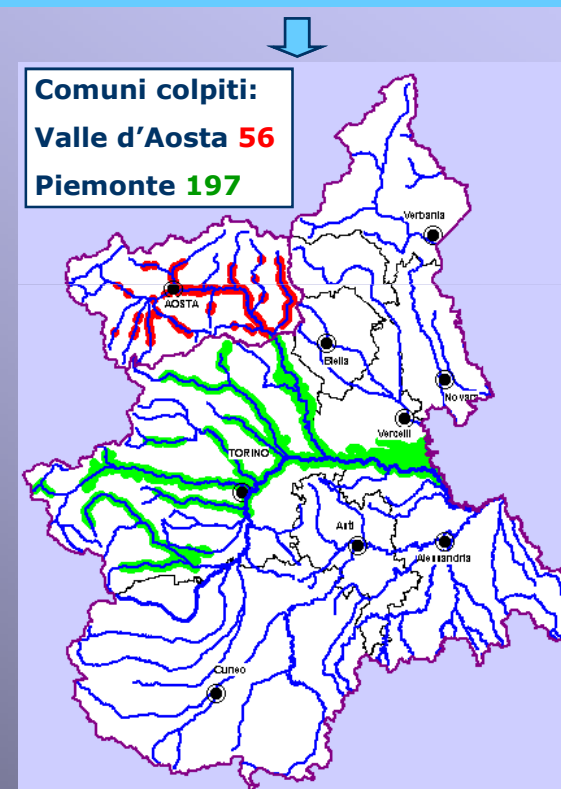 Comuni colpiti:
Valle d’Aosta 56
Piemonte 197
Verbania
AOSTA
Biella
Novara
Vercelli
TORINO
Asti
Alessandria
Cuneo